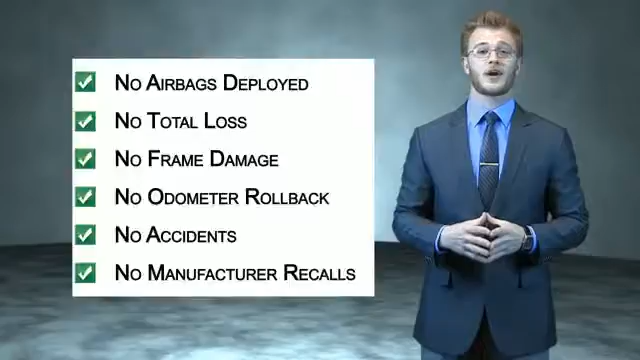 No Airbags Deployed
No Total Loss
No Frame Damage
No Odometer Rollback
No Accidents
No Manufacturer Recalls